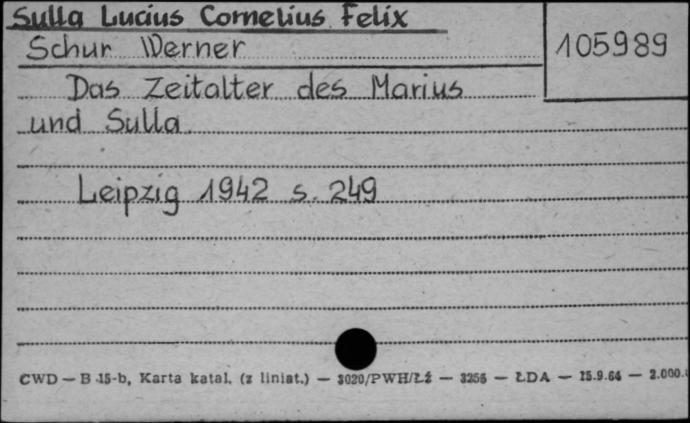 Sulla Lucius Cornelius Felix
Schur Werner
105989
Das Zeitalter des Marius
und Sulla.
Leipzig 1942 s. 249
CWD — B 15-b, Karta katal. (z liniat.) — 3020/PWH/Łź — 3256 — ŁDA — 15.9.64 — 2.000.